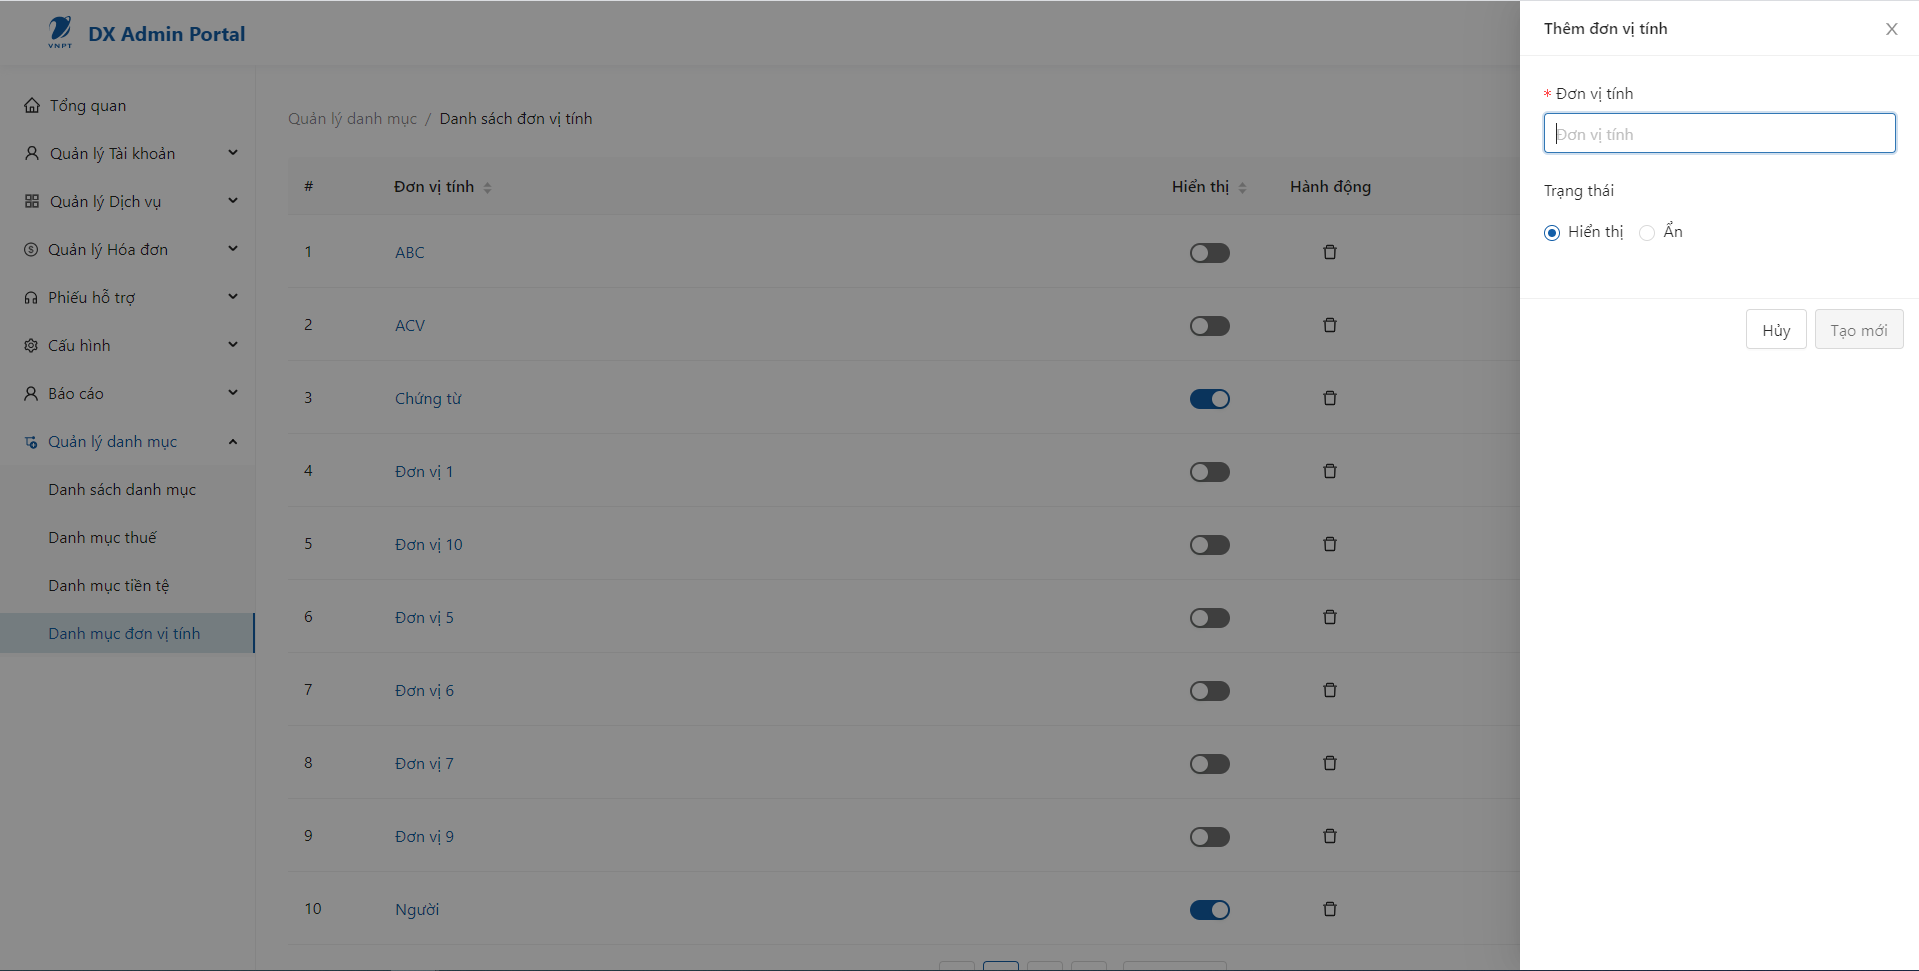 VNPT
DX Admin Portal
Tổng quan
Quản lý Tài khoản
Quản lý Dịch vụ
Quản lý Hóa đơn
Phiếu hỗ trợ
Cấu hình
Báo cáo
Quản lý danh mục
Danh sách danh mục
Danh mục thuế
Danh mục tiền tệ
Danh mục đơn vị tính
Quản lý danh mục / Danh sách đơn vị tính
# Đơn vị tính Hiển thị Hành động
1 ABC
2 ACV
3 Chứng từ
4 Đơn vị 1
5 Đơn vị 10
6 Đơn vị 5
7 Đơn vị 6
8 Đơn vị 7
9 Đơn vị 9
10 Người
Thêm đơn vị tính
* Đơn vị tính
Đơn vị tính
Trạng thái
Hiển thị Ẩn
Hủy Tạo mới